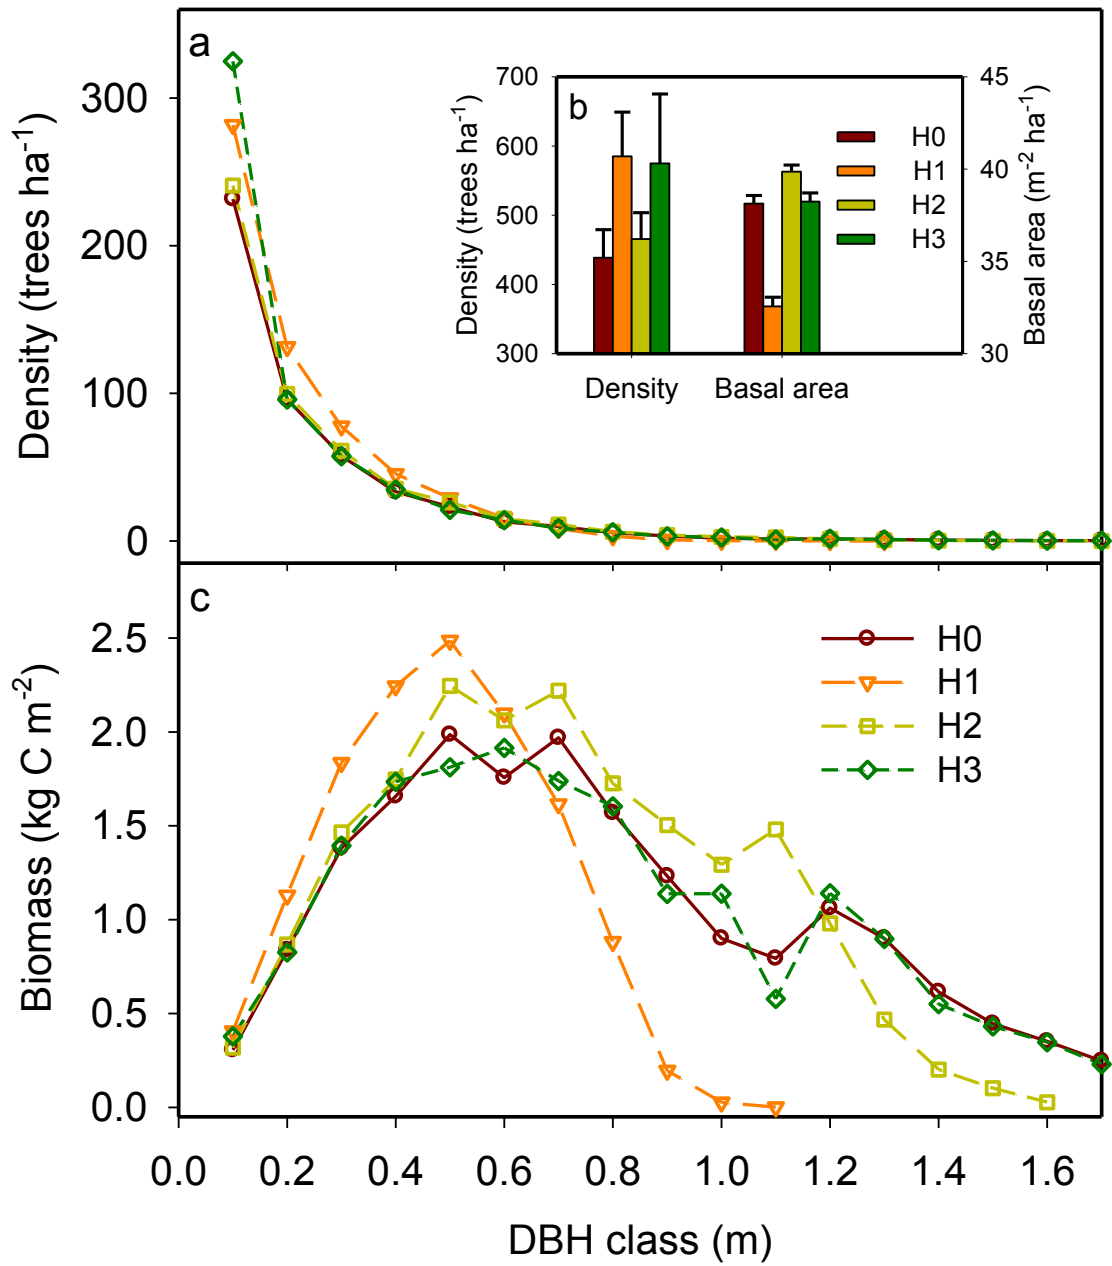 a
300
200
100
0
Density (trees ha-1)
b
700
600
500
400
300
Density (trees ha-1)
H0
H1
H2
H3
45
40
35
30
Basal area (m-2 ha-1)
Density Basal area
c
2.5
2.0
1.5
1.0
0.5
0.0
Biomass (kg C m-2)
H0
H1
H2
H3
0.0 0.2 0.4 0.6 0.8 1.0 1.2 1.4 1.6
DBH class (m)